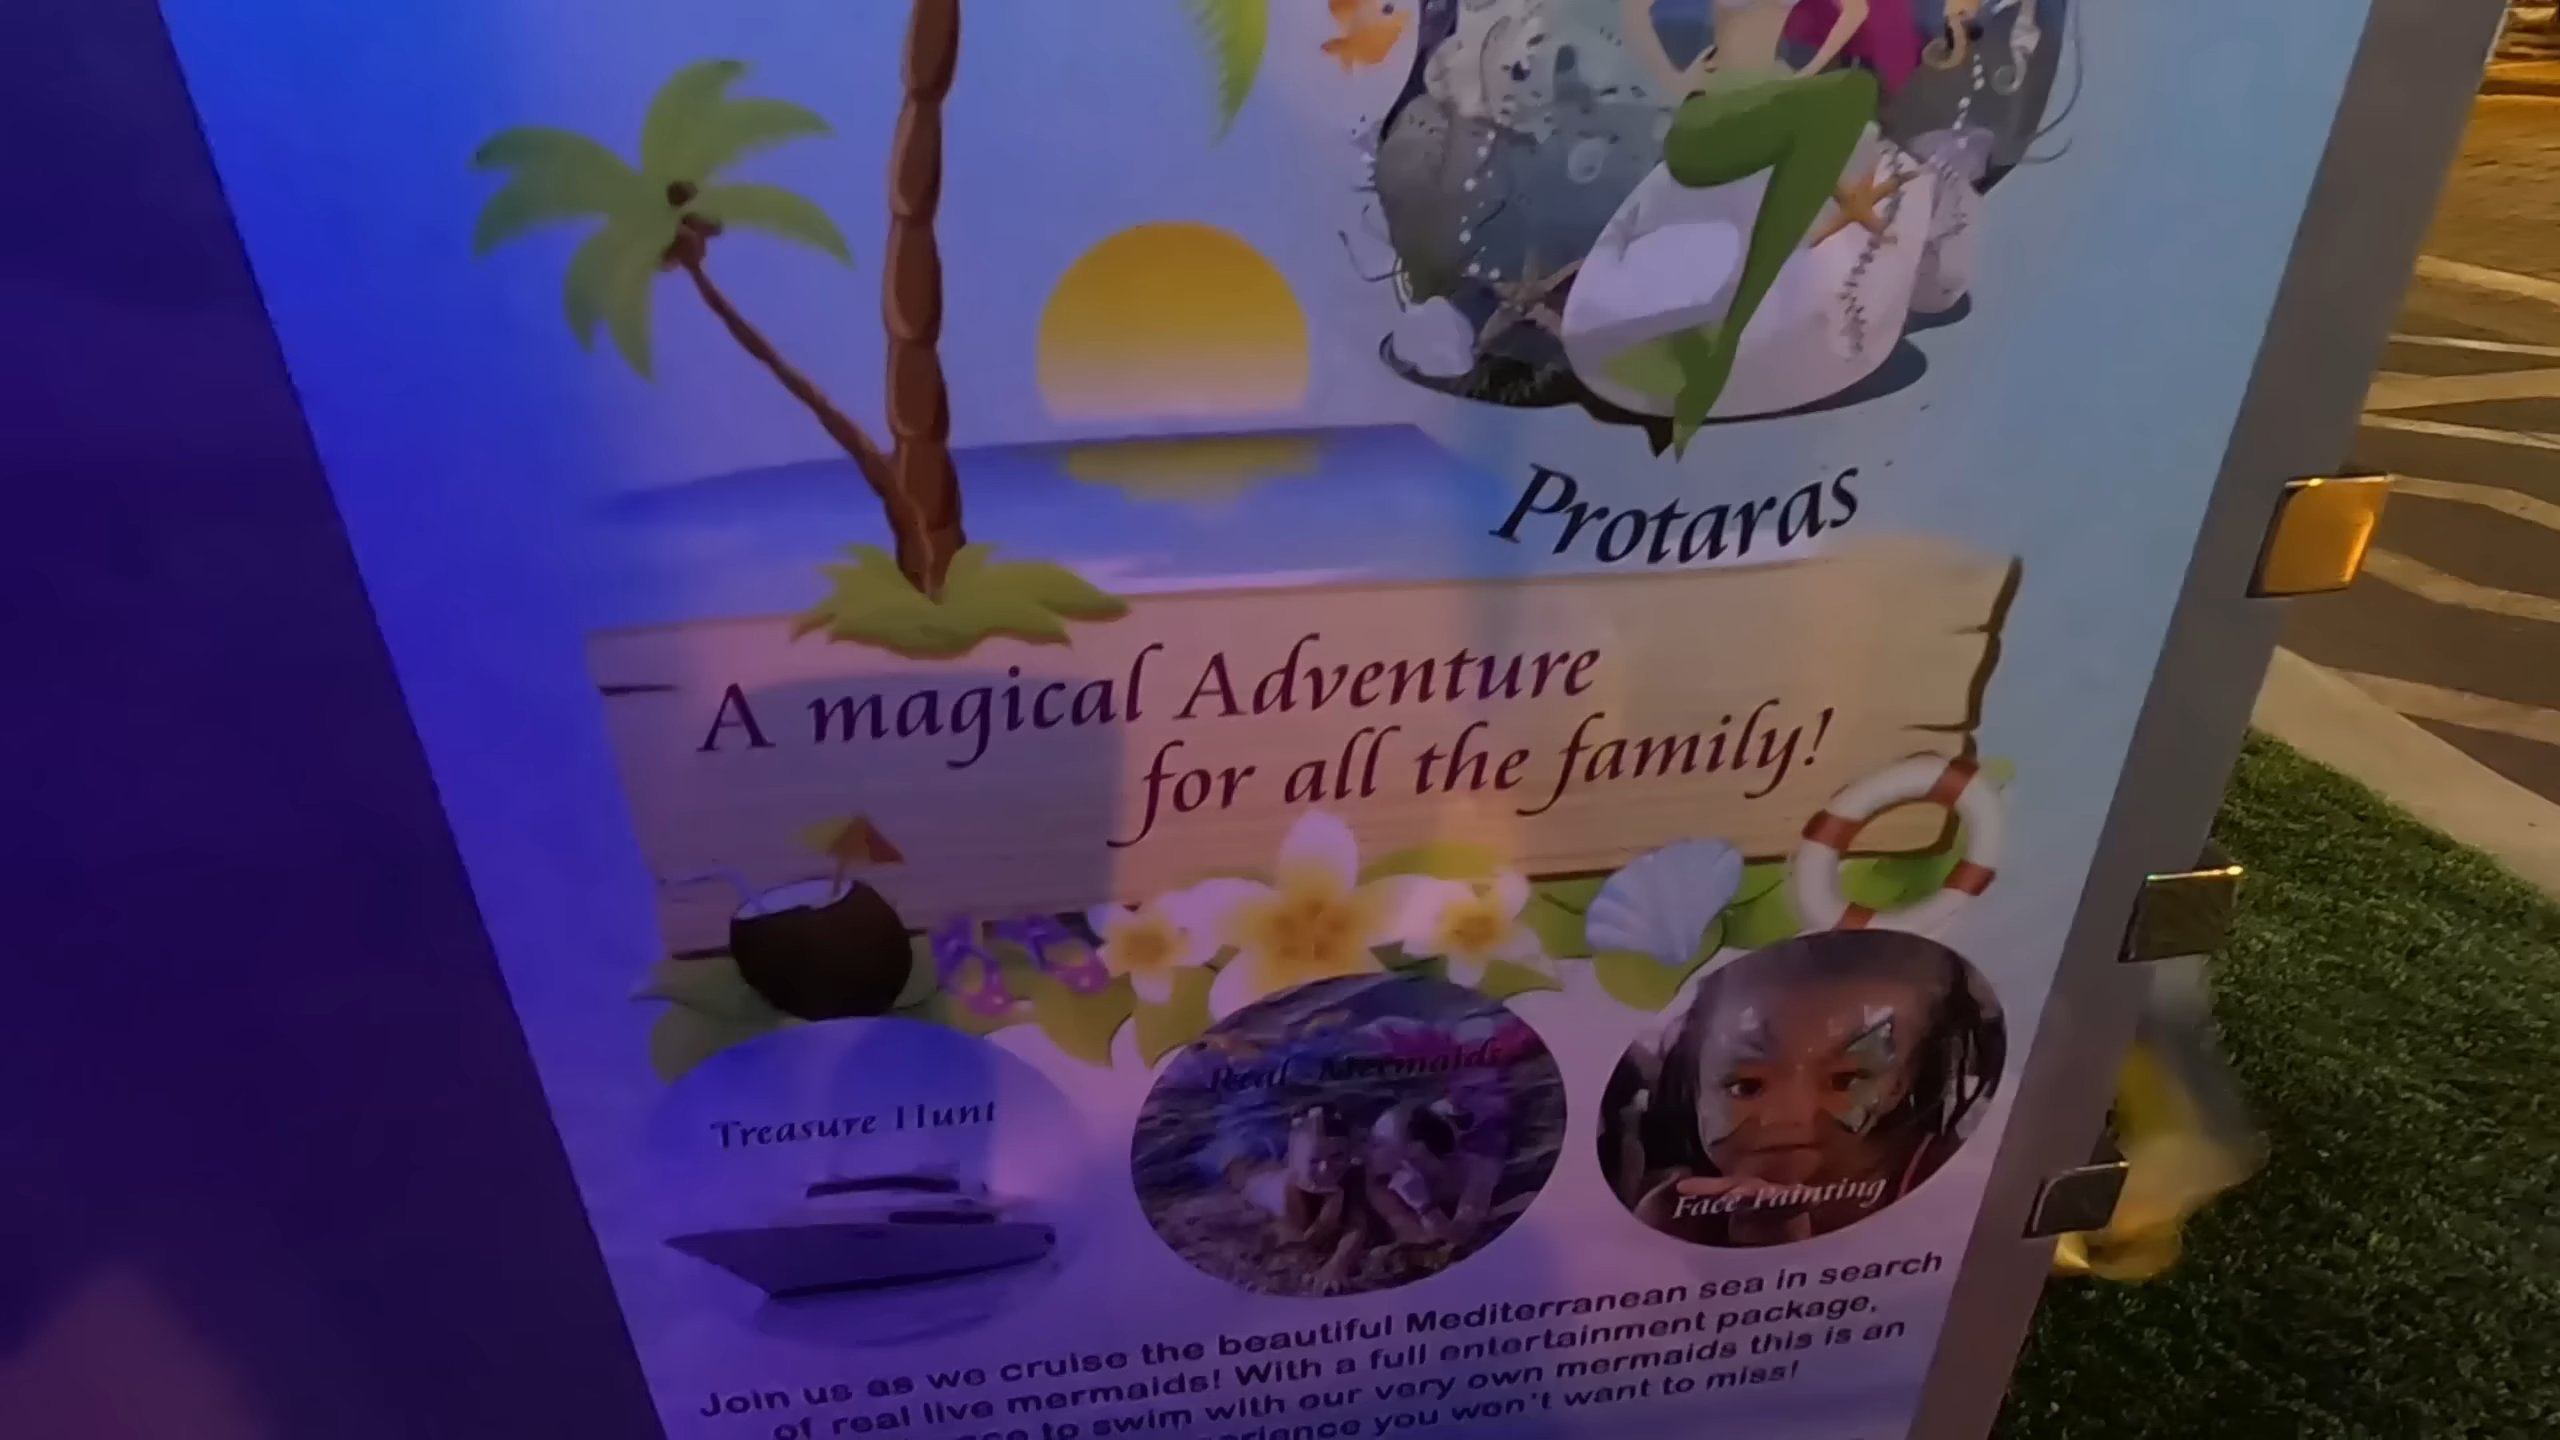 Protaras
A magical Adventure
for all the family!
Treasure Hunt
Real Mermaids
Face Painting
Join us as we cruise the beautiful Mediterranean sea in search
of real live mermaids! With a full entertainment package,
to swim with our very own mermaids this is an
you won't want to miss!